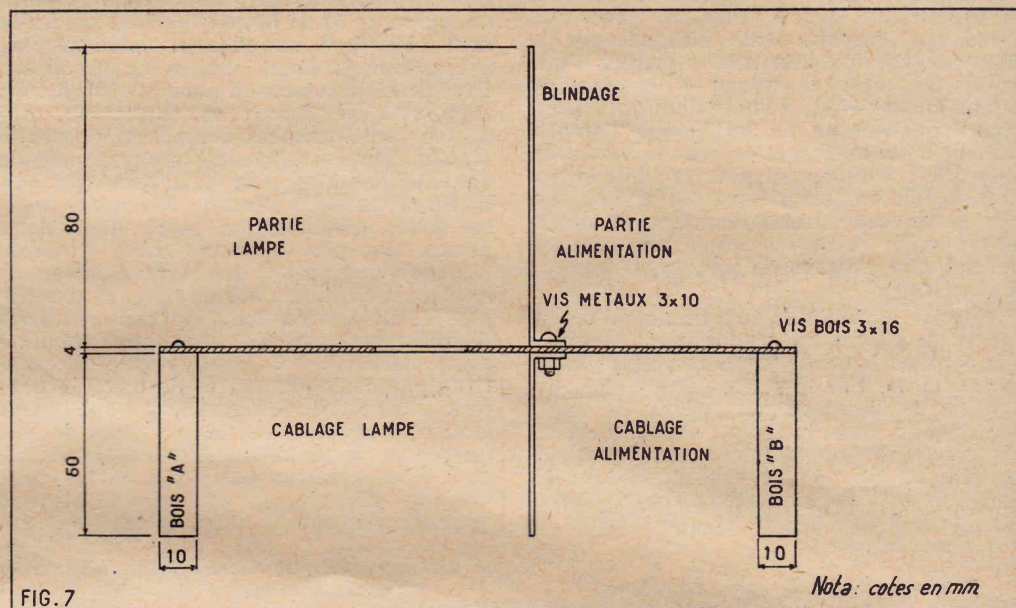 BLINDAGE
80
PARTIE
LAMPE
PARTIE
ALIMENTATION
VIS METAUX 3x10
VIS BOIS 3x16
4
CABLAGE LAMPE
CABLAGE
ALIMENTATION
60
BOIS "A"
BOIS "B"
10
10
FIG.7
Nota: cotes en mm